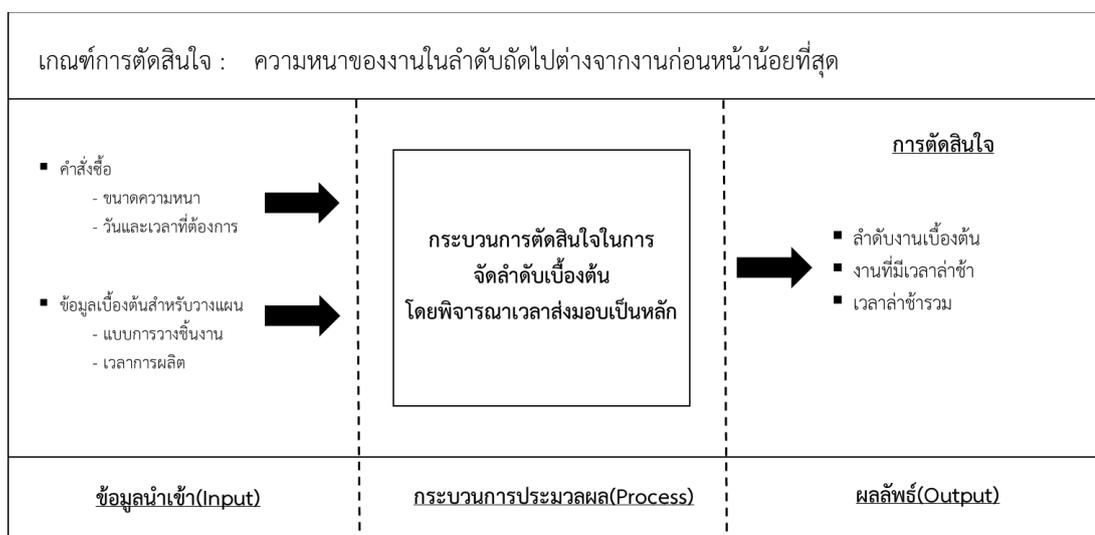 เกณฑ์การตัดสินใจ : ความหนาของงานในลำดับถัดไปต่างจากงานก่อนหน้าน้อยที่สุด
▪ คำสั่งซื้อ
- ขนาดความหนา
- วันและเวลาที่ต้องการ
▪ ข้อมูลเบื้องต้นสำหรับวางแผน
- แบบการวางชิ้นงาน
- เวลาการผลิต
กระบวนการตัดสินใจในการ
จัดลำดับเบื้องต้น
โดยพิจารณาเวลาส่งมอบเป็นหลัก
การตัดสินใจ
▪ ลำดับงานเบื้องต้น
▪ งานที่มีเวลาล่าช้า
▪ เวลาล่าช้ารวม
ข้อมูลนำเข้า(Input)
กระบวนการประมวลผล(Process)
ผลลัพธ์(Output)